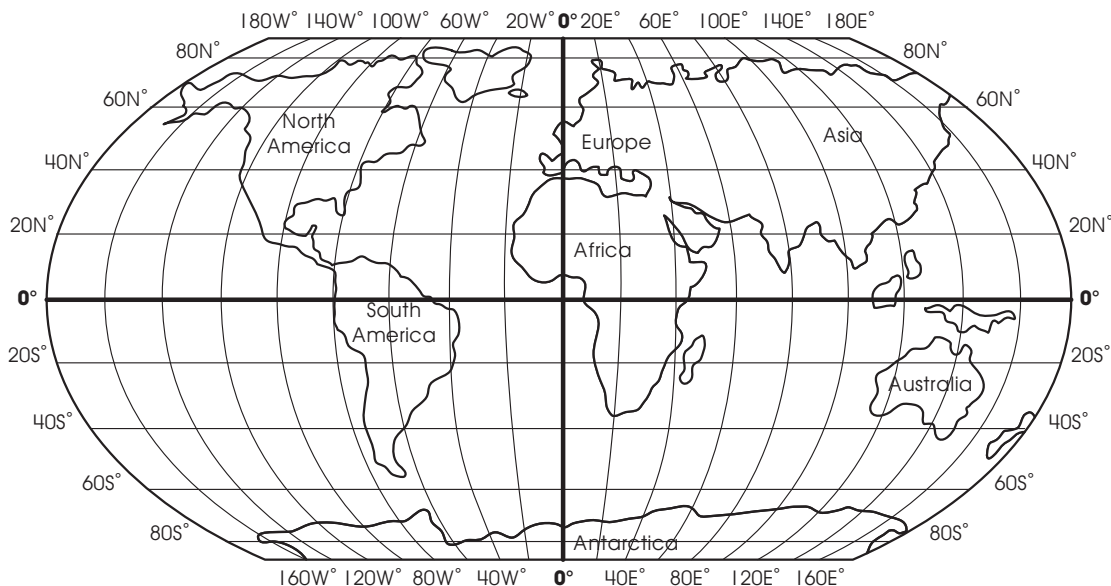 180W° 140W° 100W° 60W° 20W° 0° 20E° 60E° 100E° 140E° 180E°
80N° 80N°
60N° 60N°
North
America
Europe
Asia
40N° 40N°
20N° 20N°
Africa
0° 0°
South
America
20S° 20S°
Australia
40S° 40S°
60S° 60S°
80S° 80S°
Antarctica
160W° 120W° 80W° 40W° 0° 40E° 80E° 120E° 160E°